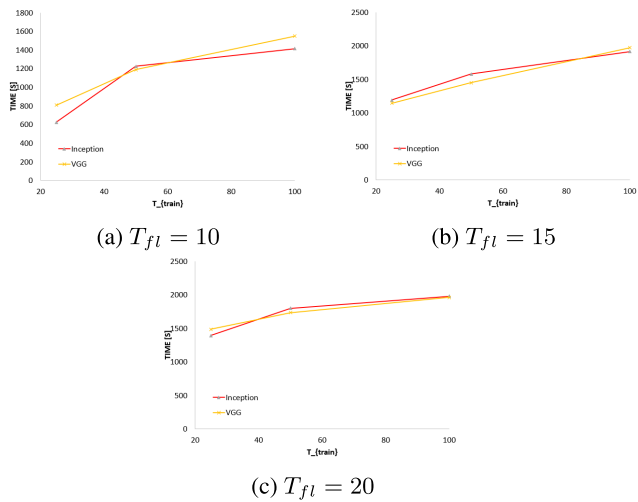 1800
1600
1400
1200
1000
800
600
400
200
0
TIME [S]
Inception
VGG
20 40 60 80 100
T_{train}
(a) T_{fl} = 10
2500
2000
1500
1000
500
0
TIME [S]
Inception
VGG
20 40 60 80 100
T_{train}
(b) T_{fl} = 15
2500
2000
1500
1000
500
0
TIME [S]
Inception
VGG
20 40 60 80 100
T_{train}
(c) T_{fl} = 20